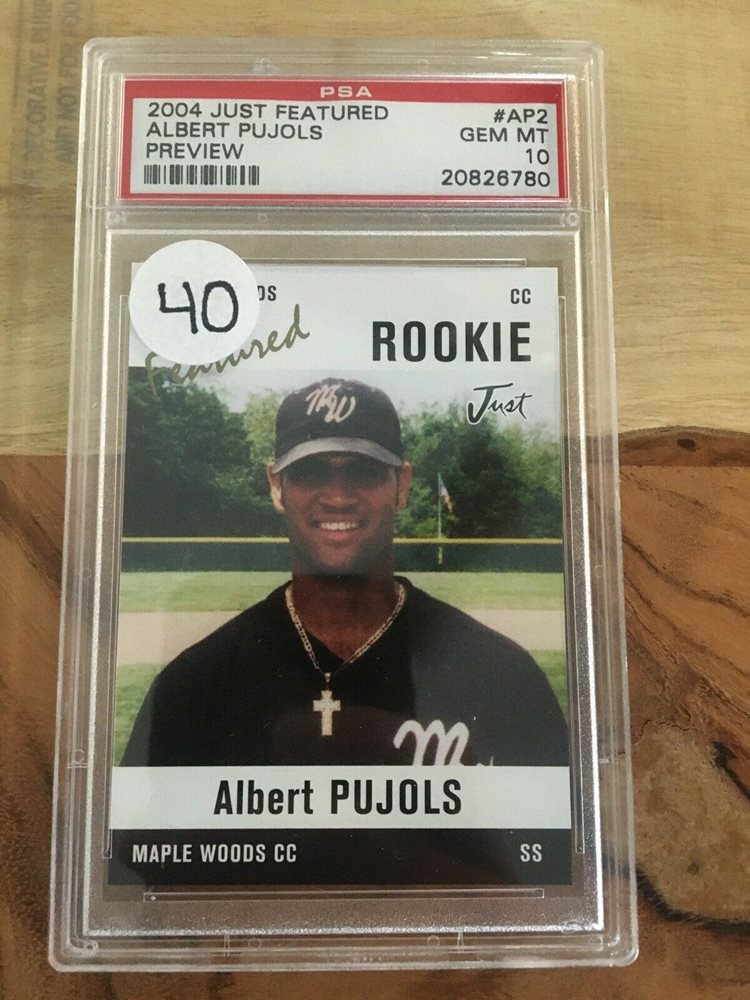 PSA
2004 JUST FEATURED #AP2
ALBERT PUJOLS GEM MT
PREVIEW 10
20826780
40
DS CC
Featured ROOKIE
Just
MW
M
Albert PUJOLS
MAPLE WOODS CC SS